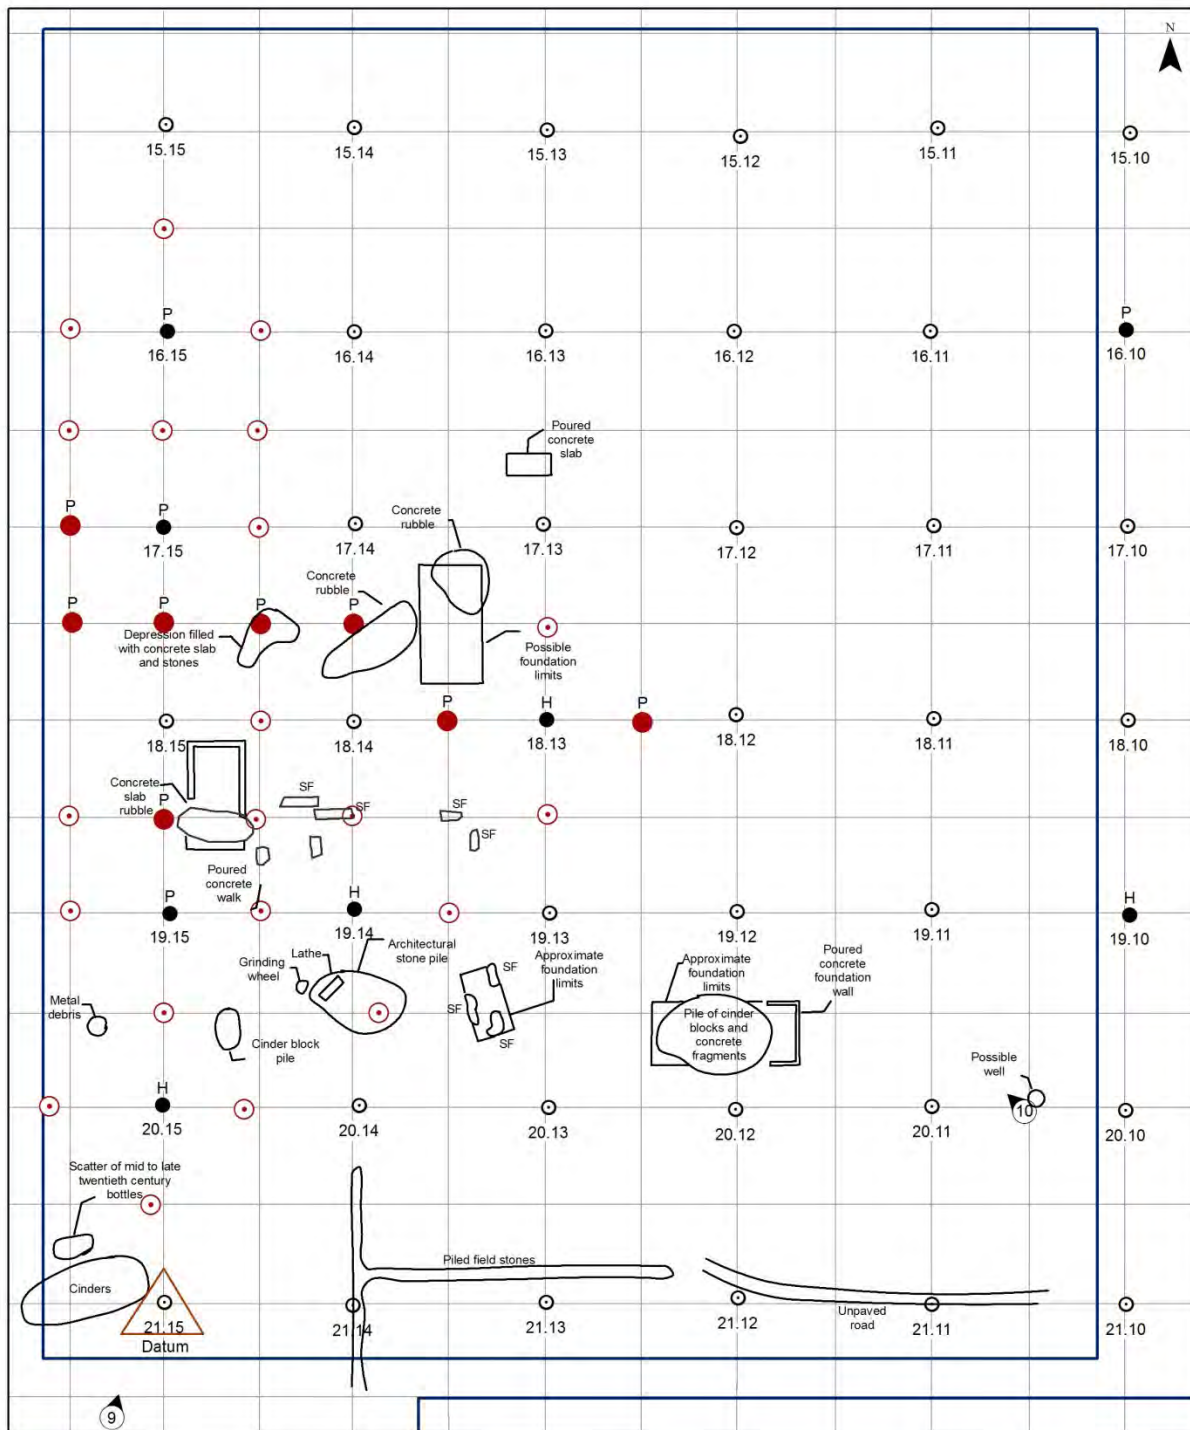 N
15.15
15.14
15.13
15.12
15.11
15.10
P
P
16.15
16.14
16.13
16.12
16.11
16.10
Poured
concrete
slab
P
P
Concrete
rubble
17.15
17.14
17.13
17.12
17.11
17.10
Concrete
rubble
P
P
P
P
Depression filled
with concrete slab
and stones
Possible
foundation
limits
P
H
P
18.15
18.14
18.13
18.12
18.11
18.10
Concrete
slab
rubble
P
SF
SF
SF
SF
Poured
concrete
walk
P
H
H
19.15
19.14
19.13
19.12
19.11
19.10
Grinding
wheel
Lathe
Architectural
stone pile
SF
SF
SF
Approximate
foundation
limits
Approximate
foundation
limits
Poured
concrete
foundation
wall
Metal
debris
Cinder block
pile
Pile of cinder
blocks and
concrete
fragments
Possible
well
10
H
20.15
20.14
20.13
20.12
20.11
20.10
Scatter of mid to late
twentieth century
bottles
Cinders
Piled field stones
Unpaved
road
21.15
21.14
21.13
21.12
21.11
21.10
Datum
9